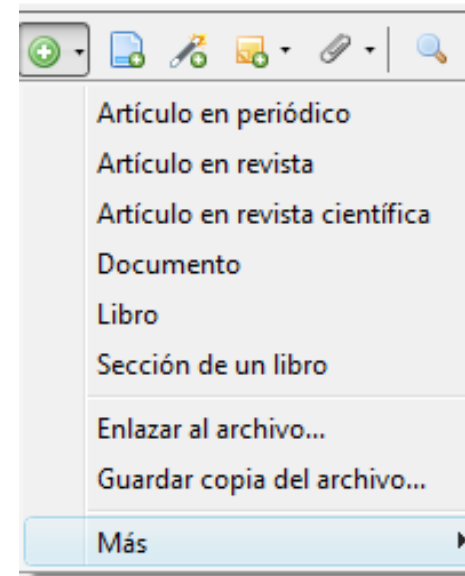 Artículo en periódico
Artículo en revista
Artículo en revista científica
Documento
Libro
Sección de un libro
Enlazar al archivo...
Guardar copia del archivo...
Más